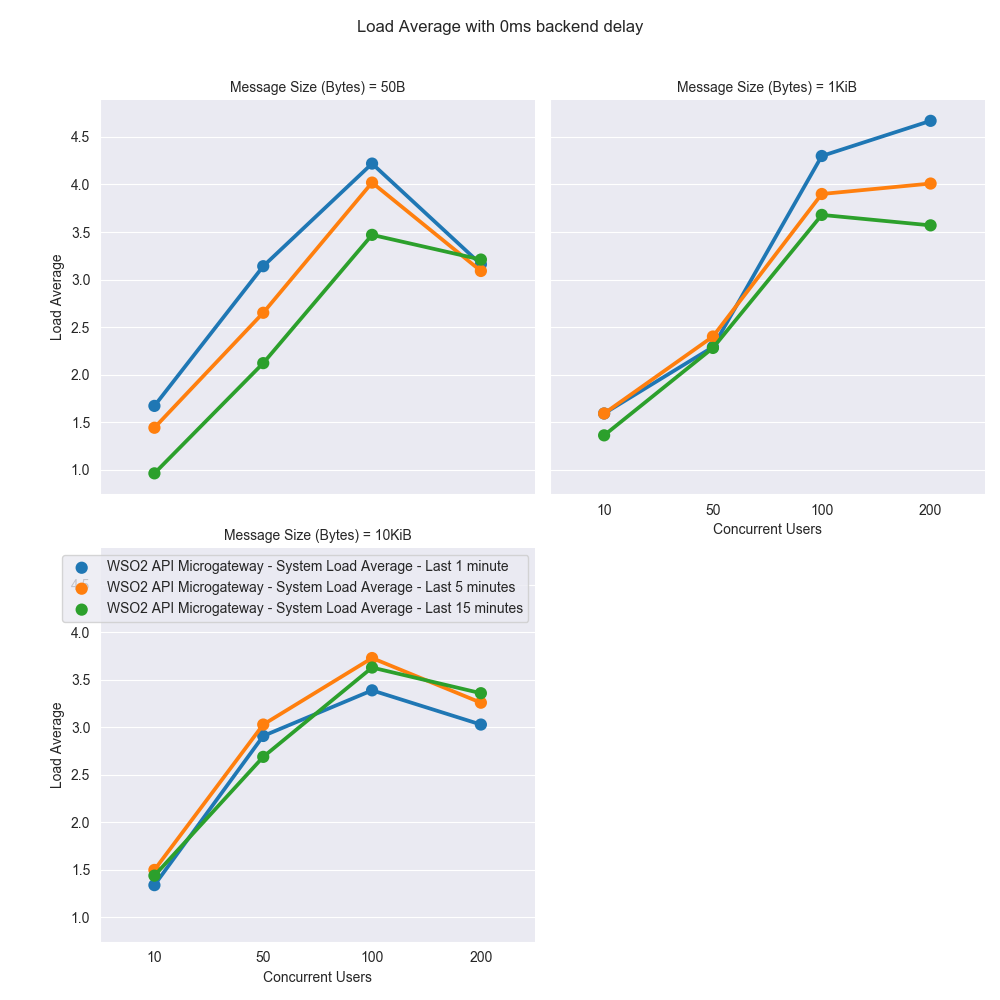 Load Average with 0ms backend delay
Message Size (Bytes) = 50B
4.5
4.0
3.5
3.0
2.5
2.0
1.5
1.0
Load Average
Message Size (Bytes) = 1KiB
10 50 100 200
Concurrent Users
Message Size (Bytes) = 10KiB
WSO2 API Microgateway - System Load Average - Last 1 minute
WSO2 API Microgateway - System Load Average - Last 5 minutes
WSO2 API Microgateway - System Load Average - Last 15 minutes
4.5
4.0
3.5
3.0
2.5
2.0
1.5
1.0
Load Average
10 50 100 200
Concurrent Users